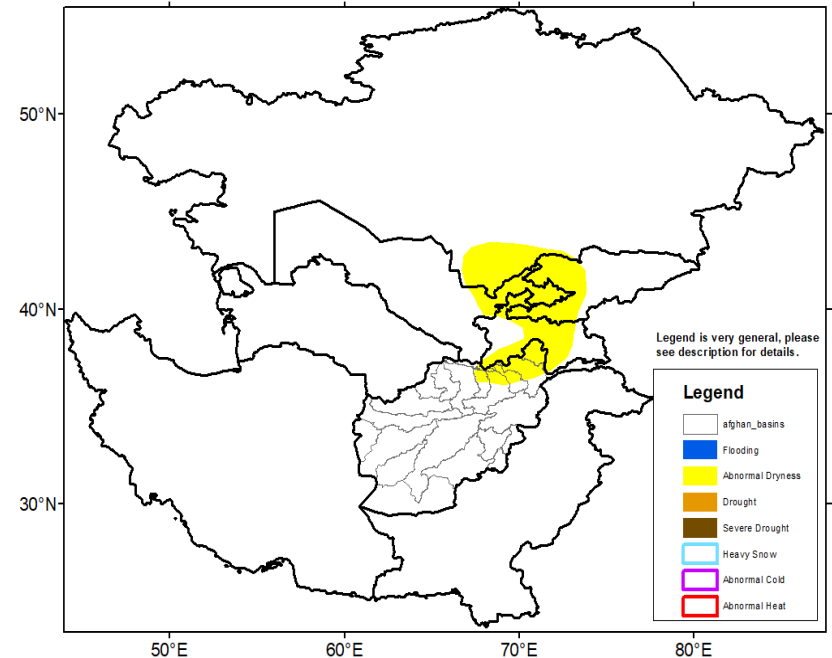 50°N
40°N
30°N
Legend is very general, please
see description for details.
Legend
afghan_basins
Flooding
Abnormal Dryness
Drought
Severe Drought
Heavy Snow
Abnormal Cold
Abnormal Heat
50°E
60°E
70°E
80°E